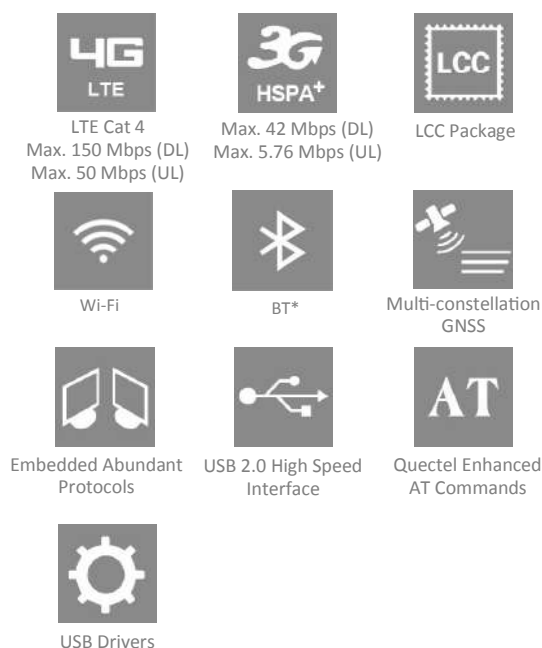 4G
LTE
LTE Cat 4
Max. 150 Mbps (DL)
Max. 50 Mbps (UL)
3G
HSPA+
Max. 42 Mbps (DL)
Max. 5.76 Mbps (UL)
LCC
LCC Package
Wi-Fi
BT*
Multi-constellation
GNSS
Embedded Abundant
Protocols
USB 2.0 High Speed
Interface
AT
Quectel Enhanced
AT Commands
USB Drivers